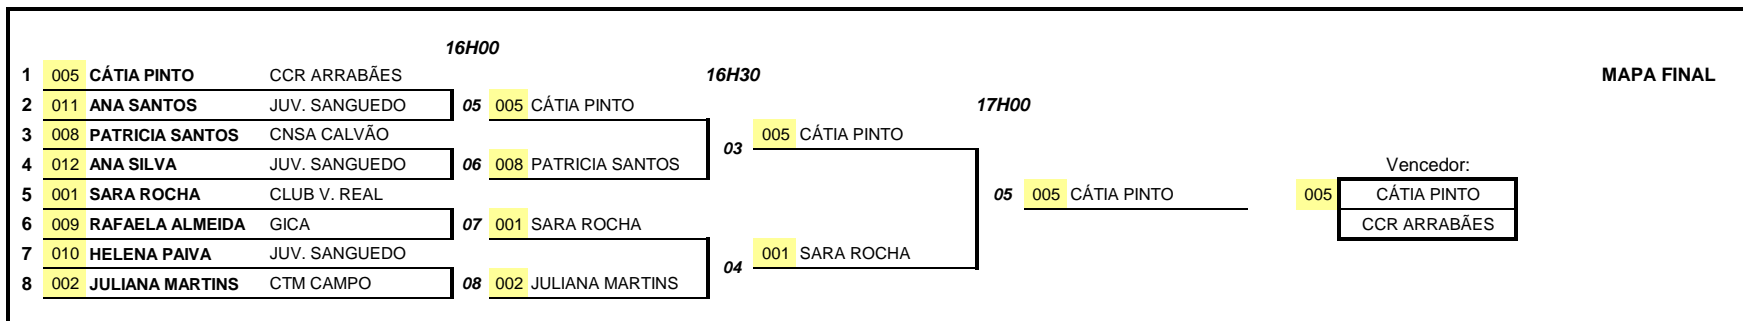 16H00
1 005 CÁTIA PINTO CCR ARRABÃES 16H30 MAPA FINAL
2 011 ANA SANTOS JUV. SANGUEDO 05 005 CÁTIA PINTO 17H00
3 008 PATRICIA SANTOS CNSA CALVÃO 005 CÁTIA PINTO
03
4 012 ANA SILVA JUV. SANGUEDO 06 008 PATRICIA SANTOS Vencedor:
5 001 SARA ROCHA CLUB V. REAL 05 005 CÁTIA PINTO 005 CÁTIA PINTO
6 009 RAFAELA ALMEIDA GICA 07 001 SARA ROCHA CCR ARRABÃES
7 010 HELENA PAIVA JUV. SANGUEDO 001 SARA ROCHA
04
8 002 JULIANA MARTINS CTM CAMPO 08 002 JULIANA MARTINS